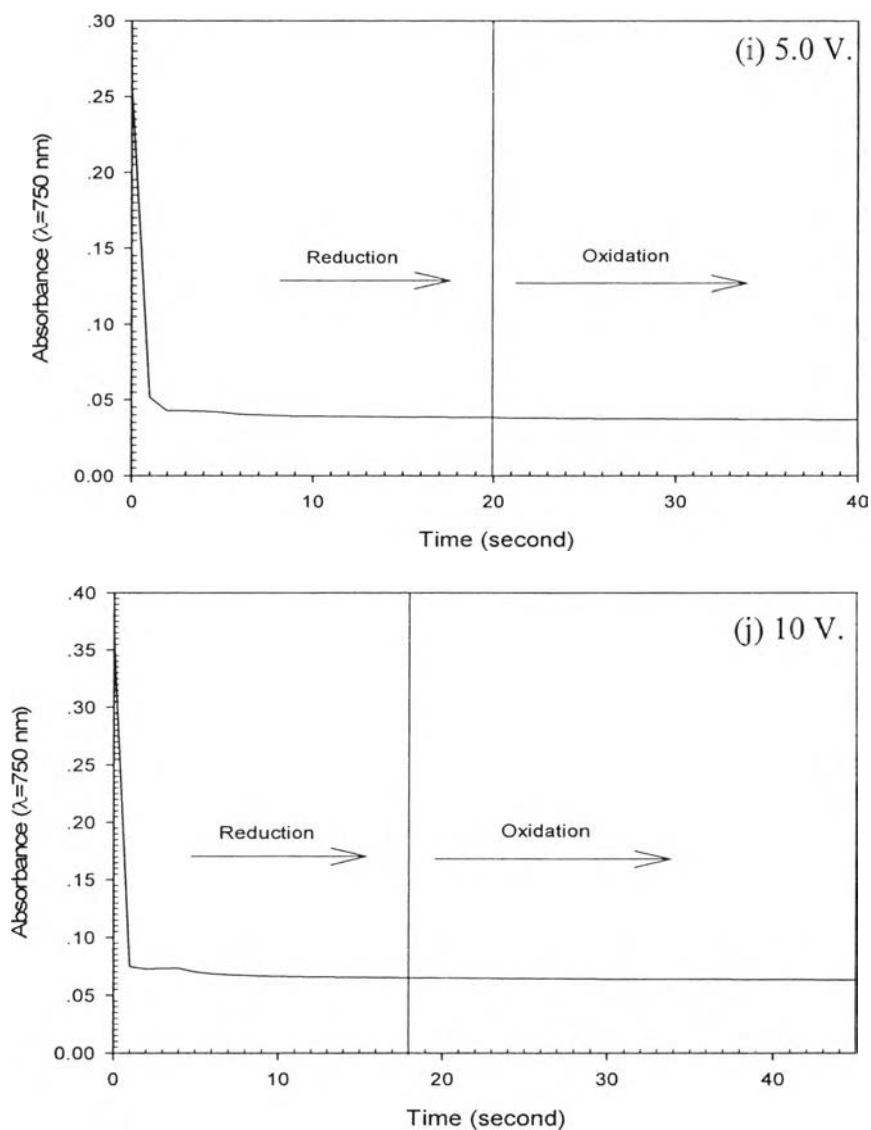 (i) 5.0 V.
Absorbance (λ=750 nm)
.30
.25
.20
.15
.10
.05
0.00
Reduction
Oxidation
0
10
20
30
40
Time (second)
(j) 10 V.
Absorbance (λ=750 nm)
.40
.35
.30
.25
.20
.15
.10
.05
0.00
Reduction
Oxidation
0
10
20
30
40
Time (second)